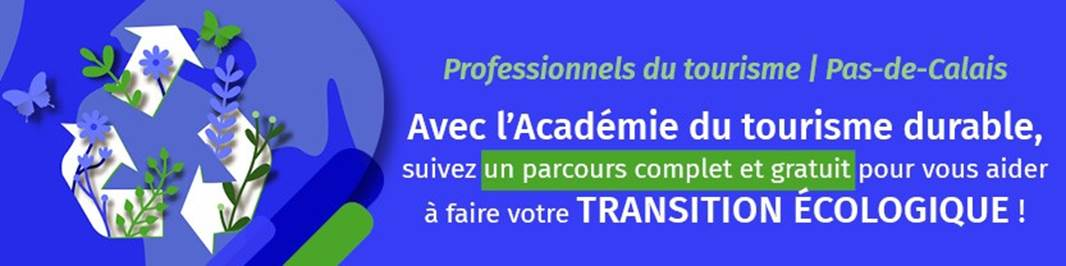 Professionnels du tourisme | Pas-de-Calais
Avec l’Académie du tourisme durable,
suivez un parcours complet et gratuit pour vous aider
à faire votre TRANSITION ÉCOLOGIQUE !